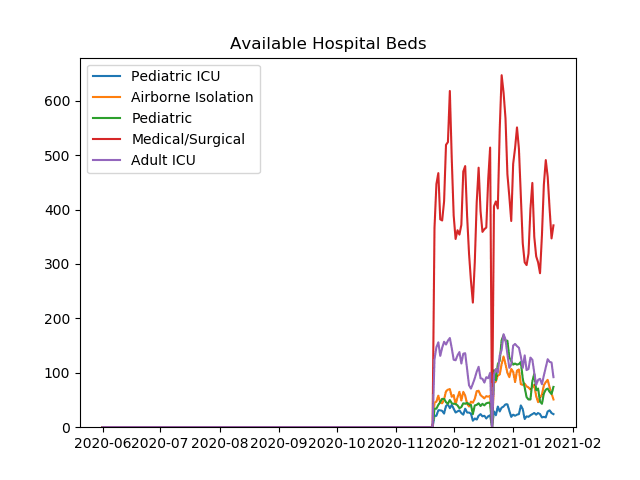 Available Hospital Beds
Pediatric ICU
Airborne Isolation
Pediatric
Medical/Surgical
Adult ICU
600
500
400
300
200
100
0
2020-06 2020-07 2020-08 2020-09 2020-10 2020-11 2020-12 2021-01 2021-02